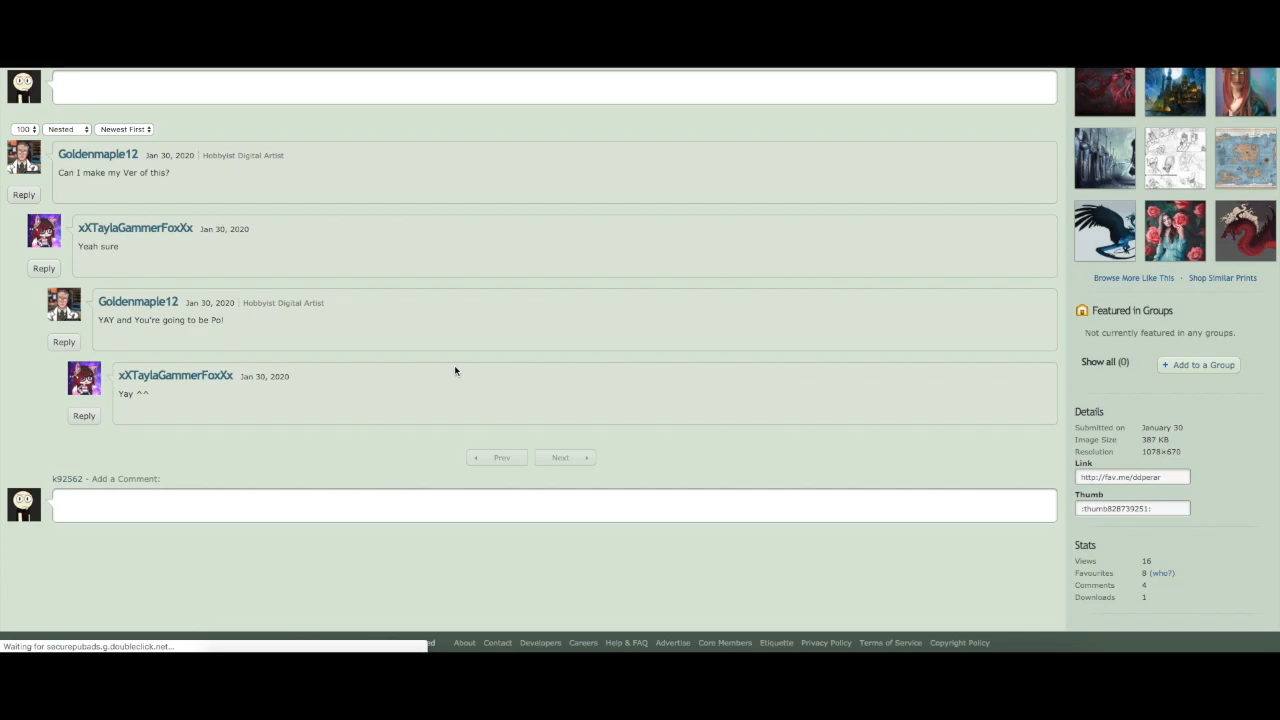 100 Nested Newest First
Goldenmaple12 Jan 30, 2020 Hobbyist Digital Artist
Can I make my Ver of this?
Reply
xXTaylaGammerFoxXx Jan 30, 2020
Yeah sure
Reply
Goldenmaple12 Jan 30, 2020 Hobbyist Digital Artist
YAY and You're going to be Po!
Reply
xXTaylaGammerFoxXx Jan 30, 2020
Yay ^^
Reply
Prev Next
k92562 - Add a Comment:
Browse More Like This · Shop Similar Prints
Featured in Groups
Not currently featured in any groups.
Show all (0) + Add to a Group
Details
Submitted on January 30
Image Size 387 KB
Resolution 1078×670
Link
http://fav.me/ddperar
Thumb
:thumb828739251:
Stats
Views 16
Favourites 8 (who?)
Comments 4
Downloads 1
Waiting for securepubads.g.doubleclick.net...
About Contact Developers Careers Help & FAQ Advertise Core Members Etiquette Privacy Policy Terms of Service Copyright Policy